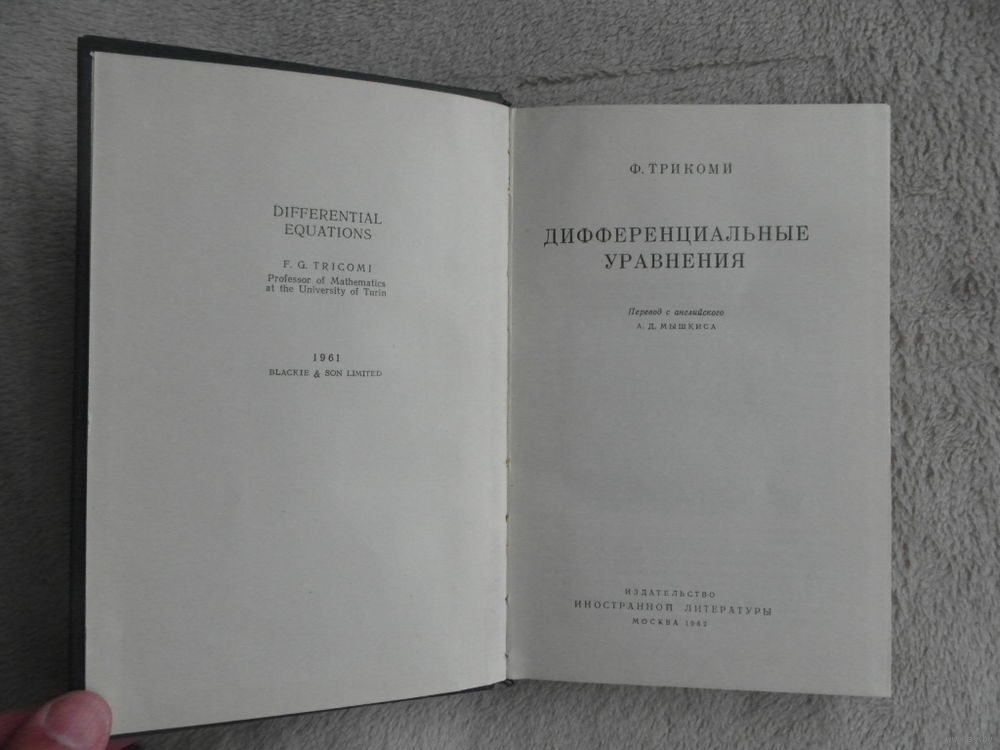 DIFFERENTIAL
EQUATIONS
F. G. TRICOMI
Professor of Mathematics
at the University of Turin
1961
BLACKIE & SON LIMITED
Ф. ТРИКОМИ
ДИФФЕРЕНЦИАЛЬНЫЕ
УРАВНЕНИЯ
Перевод с английского
А. Д. МЫШКИСА
ИЗДАТЕЛЬСТВО
ИНОСТРАННОЙ ЛИТЕРАТУРЫ
МОСКВА 1962